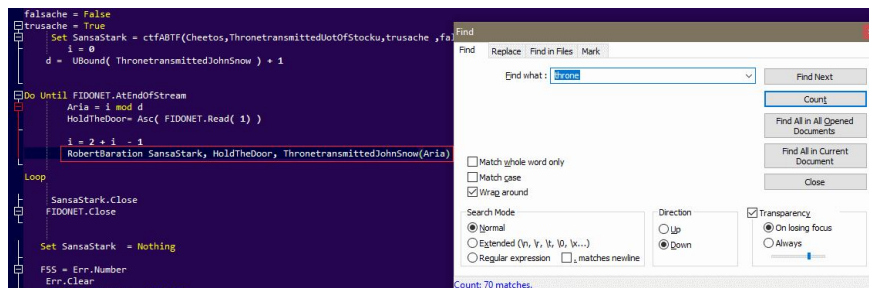 falsache = False
trusache = True
Set SansaStark = ctfABTF(Cheetos,ThronetransmittedUotOfStocku,trusache ,fal
i = 0
d = UBound( ThronetransmittedJohnSnow ) + 1
Do Until FIDONET.AtEndOfStream
Aria = i mod d
HoldTheDoor= Asc( FIDONET.Read( 1) )
i = 2 + i - 1
RobertBaration SansaStark, HoldTheDoor, ThronetransmittedJohnSnow(Aria)
Loop
SansaStark.Close
FIDONET.Close
Set SansaStark = Nothing
FSS = Err.Number
Err.Clear
Find
Find Replace Find in Files Mark
Find what : throne
Find Next
Count
Find All in All Opened Documents
Find All in Current Document
Close
Match whole word only
Match case
Wrap around
Search Mode
Normal
Extended (\n, \r, \t, \0, \x...)
Regular expression . matches newline
Direction
Up
Down
Transparency
On losing focus
Always
Count: 70 matches.